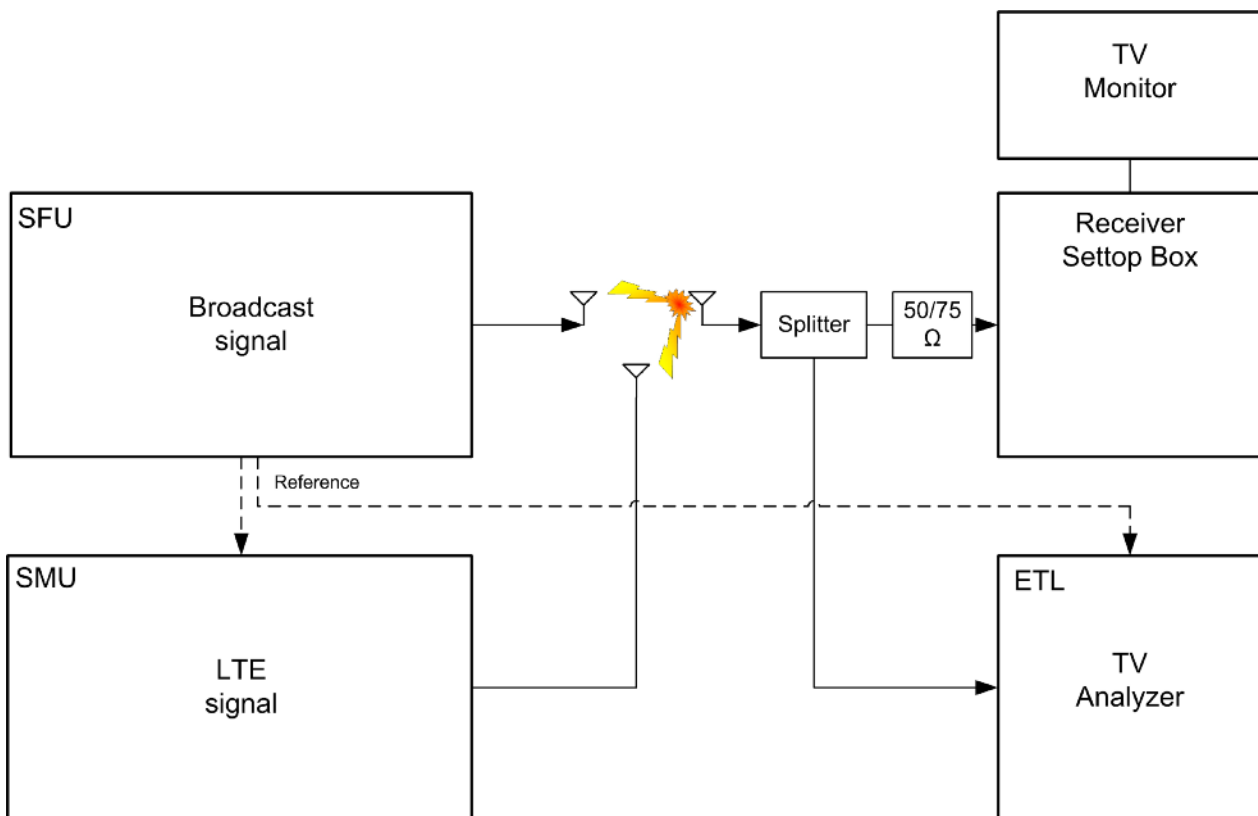 TV
Monitor
SFU
Broadcast
signal
Receiver
Settop Box
Splitter
50/75
Ω
Reference
SMU
LTE
signal
ETL
TV
Analyzer